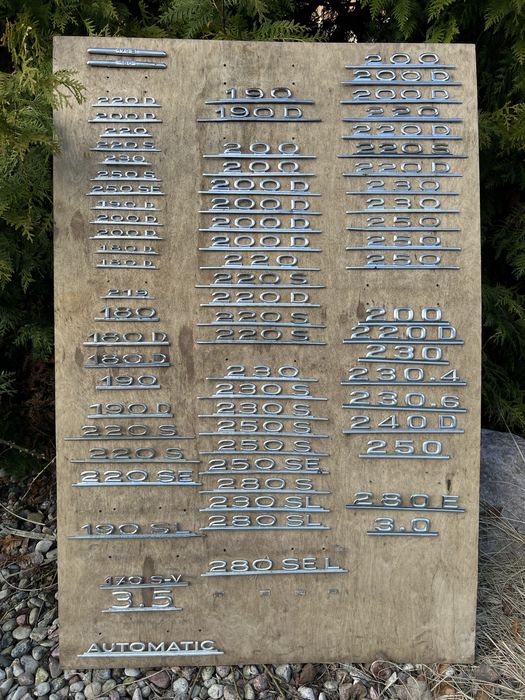 220 D
200 D
220
220 S
230
250 S
250 SE
190 D
200 D
200 D
180 D
180 D
219
180
180 D
180 D
190
190 D
220 S
220 S
220 SE
190 SL
170 S-V
3.5
AUTOMATIC
190
190 D
200
200
200 D
200 D
200 D
200 D
220
220 S
220 D
220 S
220 S
230
230 S
230 S
250 S
250 S
250 SE
280 S
230 SL
280 SL
280 SEL
200
200 D
200 D
220
220 D
220 S
220 D
230
230
250
250
250
200
220 D
230
230.4
230.6
240 D
250
280 E
3.0